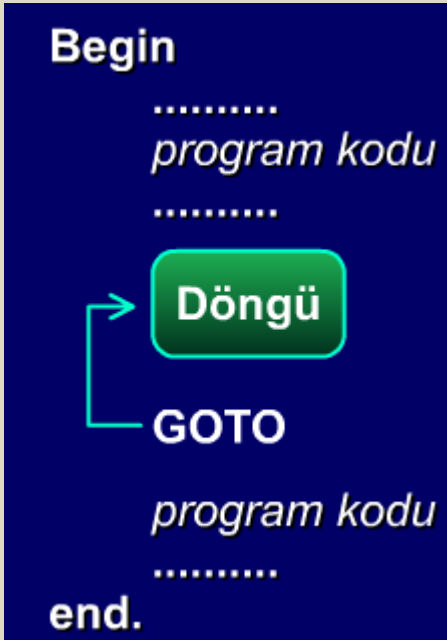 Begin
..........
program kodu
..........
Döngü
GOTO
program kodu
..........
end.